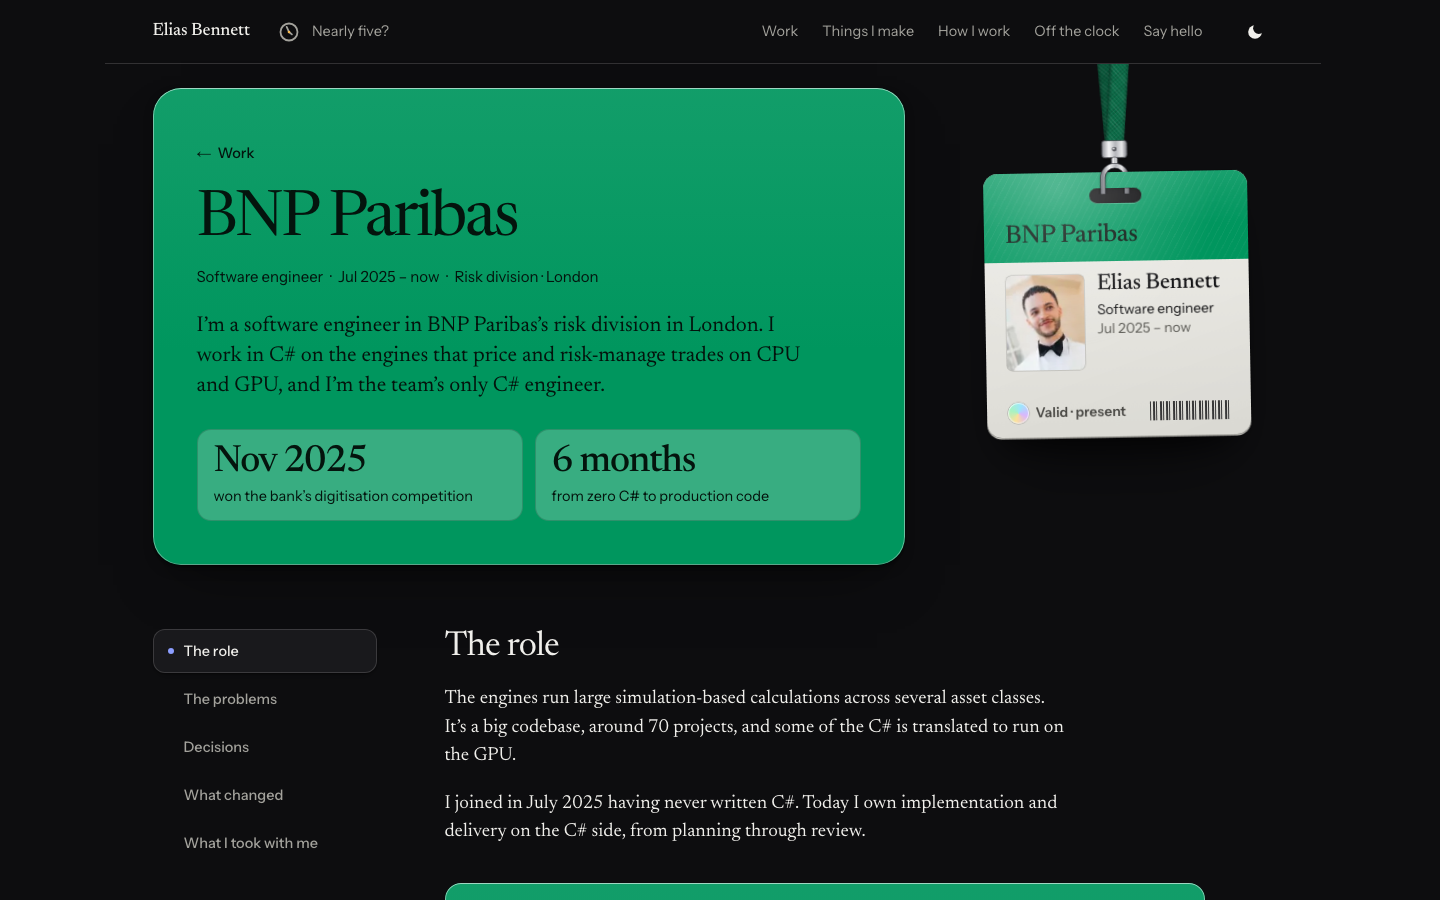 Elias Bennett
Nearly five?
Work
Things I make
How I work
Off the clock
Say hello
← Work
BNP Paribas
Software engineer · Jul 2025 – now · Risk division · London
I’m a software engineer in BNP Paribas’s risk division in London. I
work in C# on the engines that price and risk-manage trades on CPU
and GPU, and I’m the team’s only C# engineer.
Nov 2025
won the bank’s digitisation competition
6 months
from zero C# to production code
BNP Paribas
Elias Bennett
Software engineer
Jul 2025 – now
Valid · present
The role
The problems
Decisions
What changed
What I took with me
The role
The engines run large simulation-based calculations across several asset classes.
It’s a big codebase, around 70 projects, and some of the C# is translated to run on
the GPU.
I joined in July 2025 having never written C#. Today I own implementation and
delivery on the C# side, from planning through review.